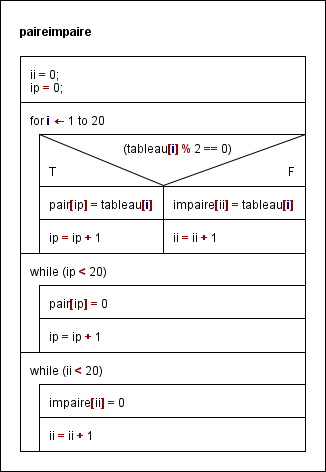 paireimpaire
ii = 0;
ip = 0;
for i ← 1 to 20
(tableau[i] % 2 == 0)
T F
pair[ip] = tableau[i] impaire[ii] = tableau[i]
ip = ip + 1 ii = ii + 1
while (ip < 20)
pair[ip] = 0
ip = ip + 1
while (ii < 20)
impaire[ii] = 0
ii = ii + 1